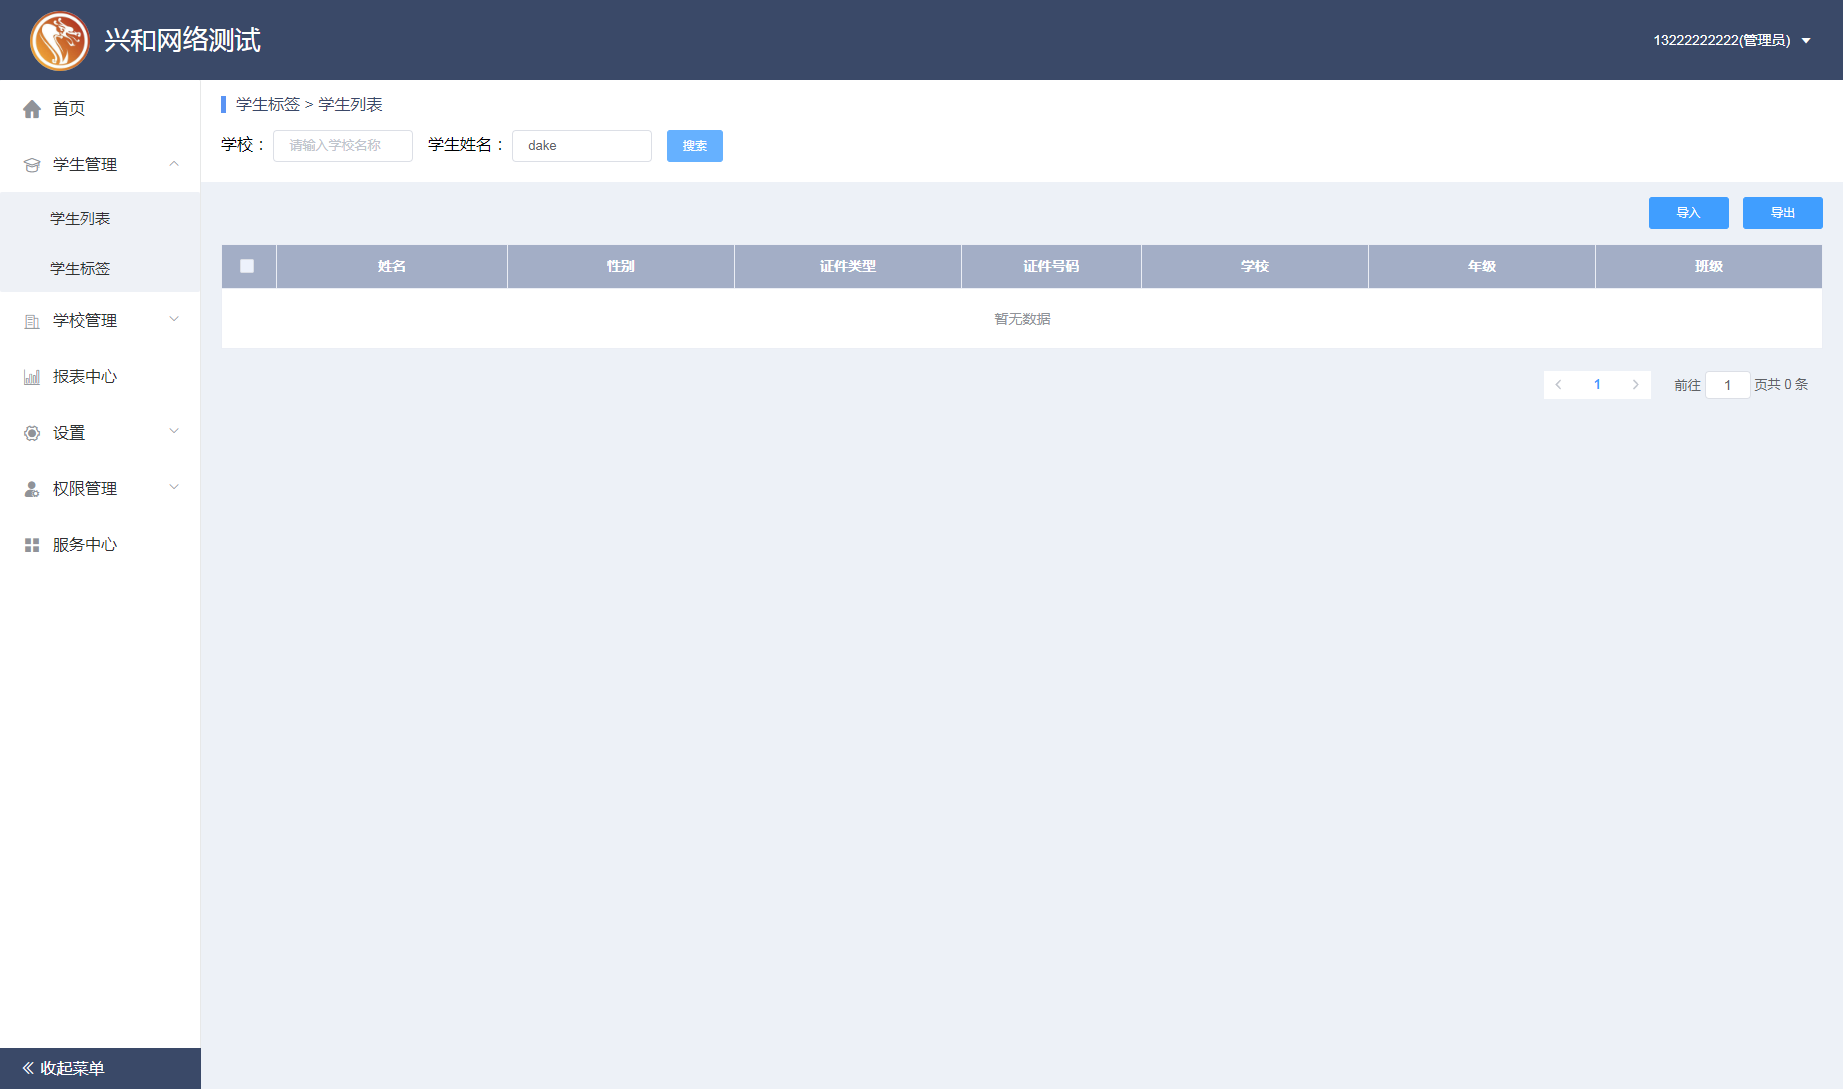 兴和网络测试
13222222222(管理员)
首页
学生管理
学生列表
学生标签
学校管理
报表中心
设置
权限管理
服务中心
收起菜单
学生标签 > 学生列表
学校： 请输入学校名称 学生姓名： dake 搜索
导入 导出
姓名 性别 证件类型 证件号码 学校 年级 班级
暂无数据
1 前往 1 页共 0 条